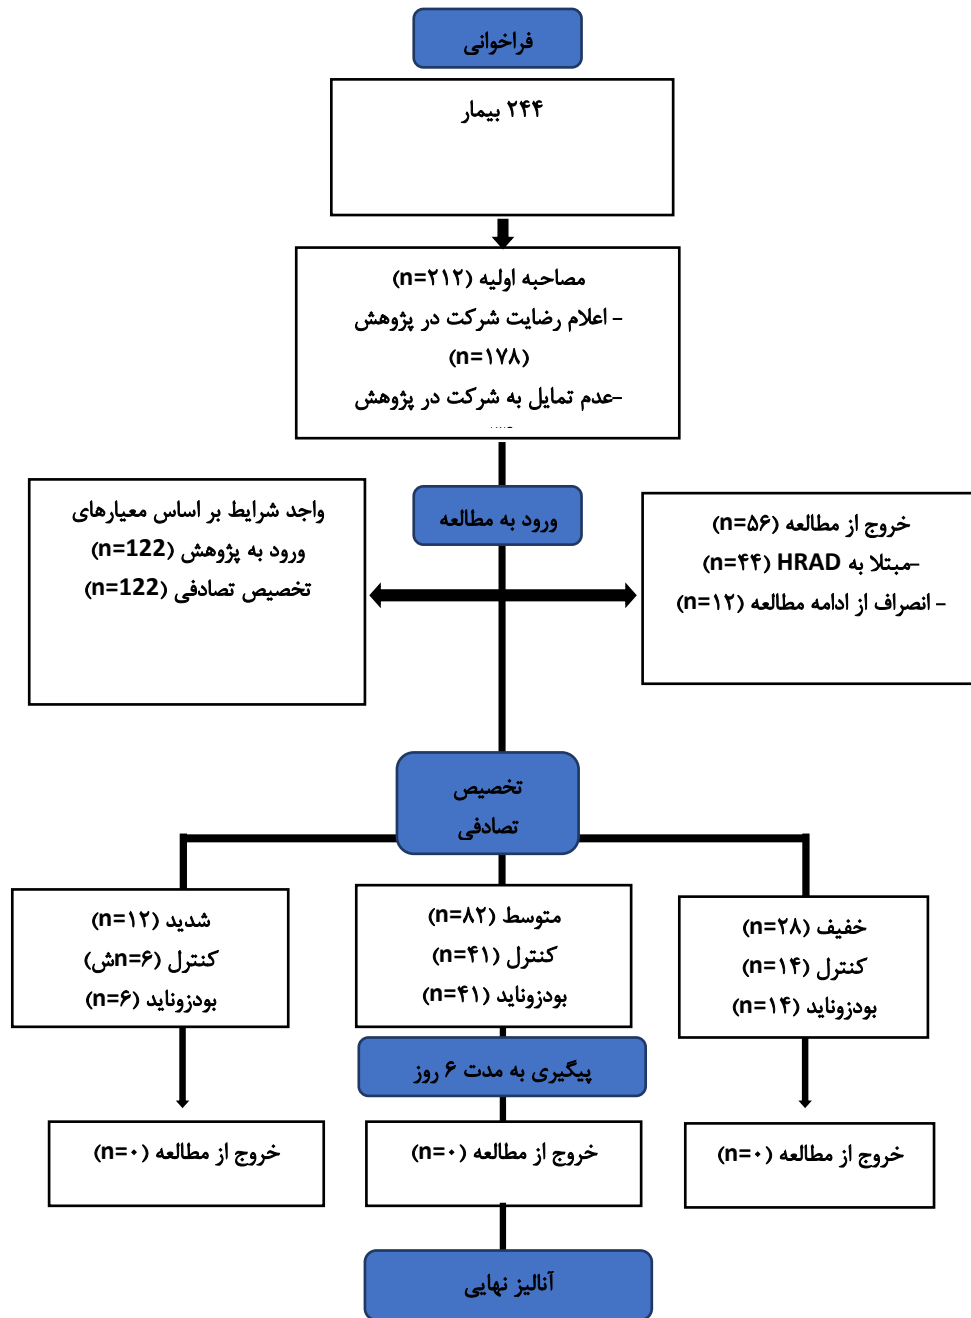 فراخوانی
۲۴۴ بیمار
مصاحبه اولیه (n=۲۱۲)
- اعلام رضایت شرکت در پژوهش
(n=۱۷۸)
-عدم تمایل به شرکت در پژوهش
ورود به مطالعه
خروج از مطالعه (n=۵۶)
-مبتلا به HRAD (n=۴۴)
- انصراف از ادامه مطالعه (n=۱۲)
واجد شرایط بر اساس معیارهای
ورود به پژوهش (n=122)
تخصیص تصادفی (n=122)
تخصیص
تصادفی
خفیف (n=۲۸)
کنترل (n=۱۴)
بودزوناید (n=۱۴)
متوسط (n=۸۲)
کنترل (n=۴۱)
بودزوناید (n=۴۱)
شدید (n=۱۲)
کنترل (n=۶ش)
بودزوناید (n=۶)
پیگیری به مدت ۶ روز
خروج از مطالعه (n=۰)
خروج از مطالعه (n=۰)
خروج از مطالعه (n=۰)
آنالیز نهایی